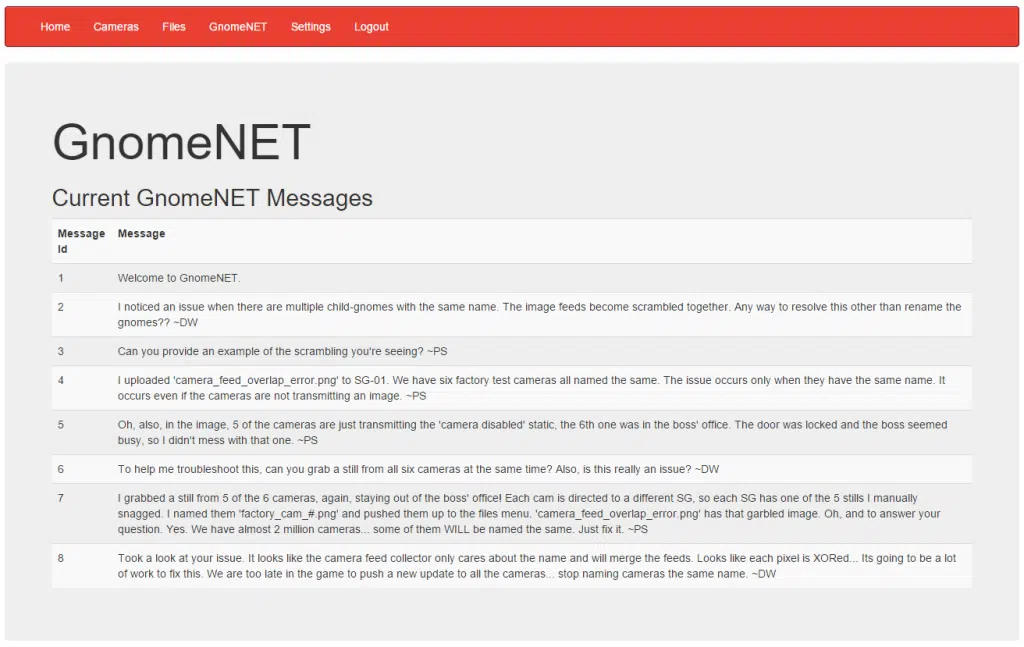 Home Cameras Files GnomeNET Settings Logout
GnomeNET
Current GnomeNET Messages
Message Id Message
1 Welcome to GnomeNET.
2 I noticed an issue when there are multiple child-gnomes with the same name. The image feeds become scrambled together. Any way to resolve this other than rename the
gnomes?? ~DW
3 Can you provide an example of the scrambling you're seeing? ~PS
4 I uploaded 'camera_feed_overlap_error.png' to SG-01. We have six factory test cameras all named the same. The issue occurs only when they have the same name. It
occurs even if the cameras are not transmitting an image. ~PS
5 Oh, also, in the image, 5 of the cameras are just transmitting the 'camera disabled' static, the 6th one was in the boss' office. The door was locked and the boss seemed
busy, so I didn't mess with that one. ~PS
6 To help me troubleshoot this, can you grab a still from all six cameras at the same time? Also, is this really an issue? ~DW
7 I grabbed a still from 5 of the 6 cameras, again, staying out of the boss' office! Each cam is directed to a different SG, so each SG has one of the 5 stills I manually
snagged. I named them 'factory_cam_#.png' and pushed them up to the files menu. 'camera_feed_overlap_error.png' has that garbled image. Oh, and to answer your
question. Yes. We have almost 2 million cameras... some of them WILL be named the same. Just fix it. ~PS
8 Took a look at your issue. It looks like the camera feed collector only cares about the name and will merge the feeds. Looks like each pixel is XORed... Its going to be a lot
of work to fix this. We are too late in the game to push a new update to all the cameras... stop naming cameras the same name. ~DW